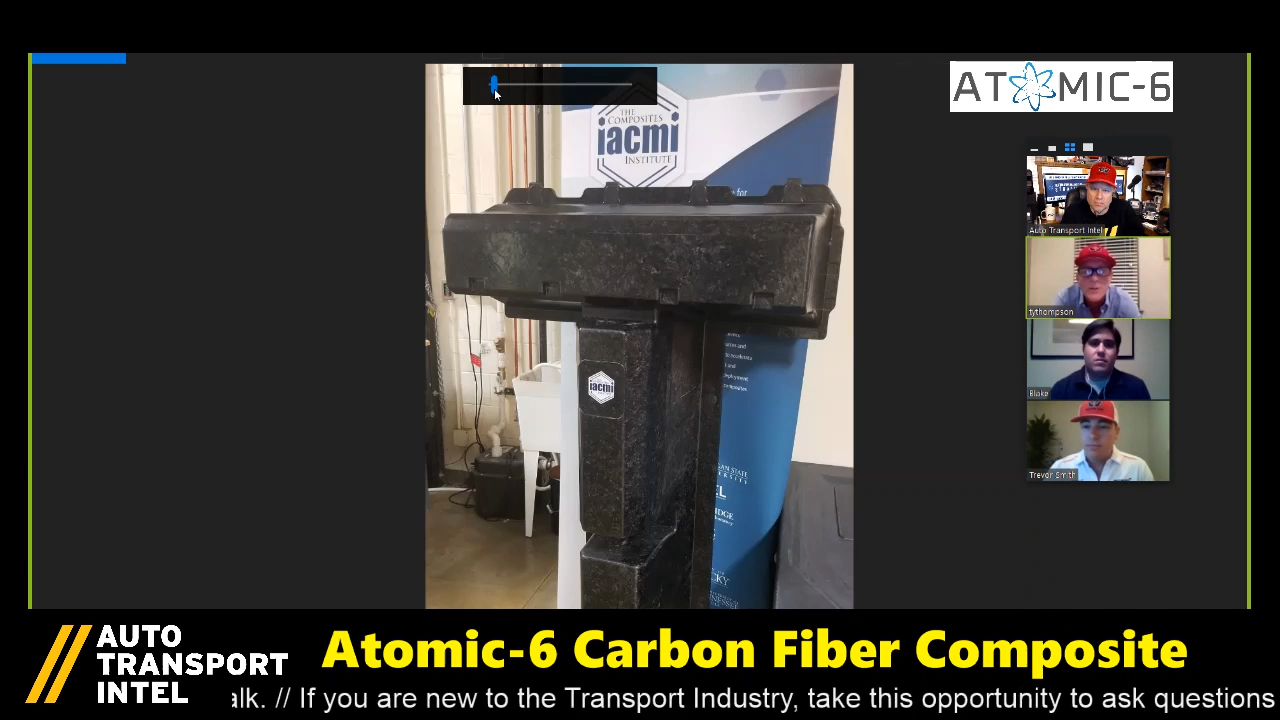 ATOMIC-6
THE
COMPOSITES
iacmi
INSTITUTE
for
Auto Transport Intel
tythompson
Blake
Trevor Smith
iacmi
AUTO
TRANSPORT
INTEL
Atomic-6 Carbon Fiber Composite
alk. // If you are new to the Transport Industry, take this opportunity to ask questions